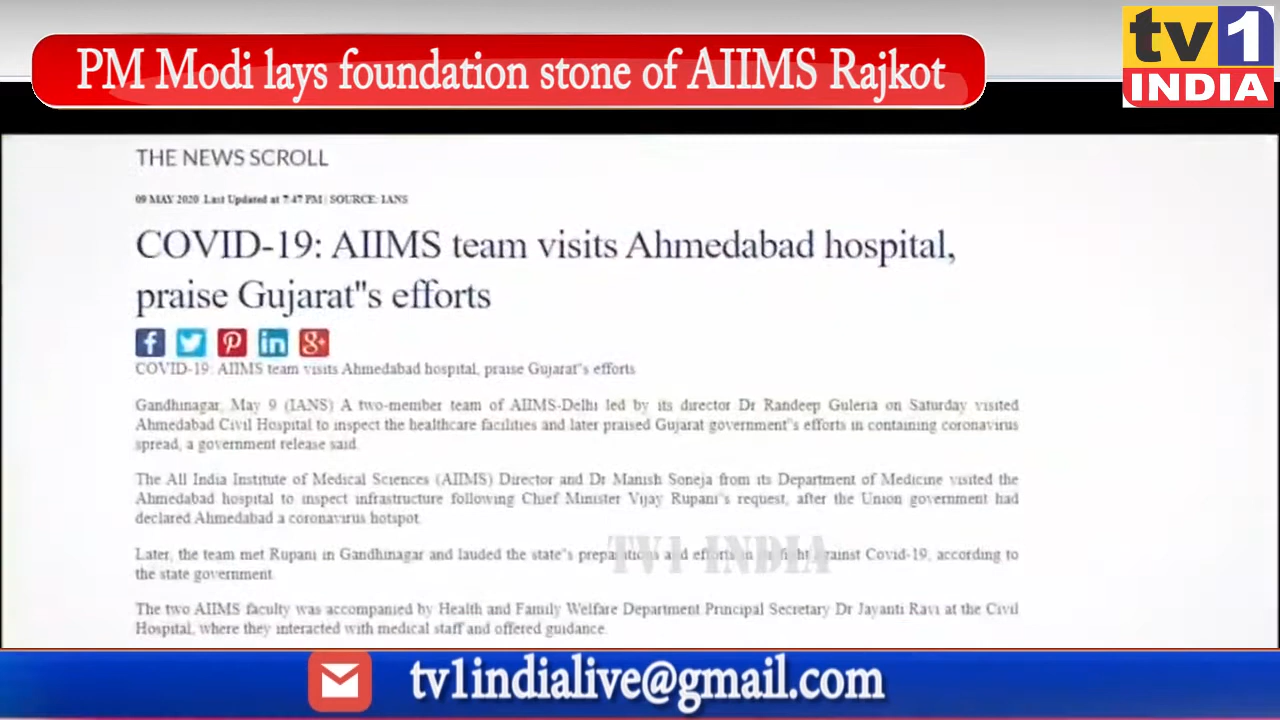 PM Modi lays foundation stone of AIIMS Rajkot
tv1
INDIA
THE NEWS SCROLL
09 MAY 2020 Last Updated at 7:47 PM | SOURCE: IANS
COVID-19: AIIMS team visits Ahmedabad hospital,
praise Gujarat"s efforts
COVID-19: AIIMS team visits Ahmedabad hospital, praise Gujarat"s efforts
Gandhinagar, May 9 (IANS) A two-member team of AIIMS-Delhi led by its director Dr Randeep Guleria on Saturday visited
Ahmedabad Civil Hospital to inspect the healthcare facilities and later praised Gujarat government"s efforts in containing coronavirus
spread, a government release said.
The All India Institute of Medical Sciences (AIIMS) Director and Dr Manish Soneja from its Department of Medicine visited the
Ahmedabad hospital to inspect infrastructure following Chief Minister Vijay Rupani"s request, after the Union government had
declared Ahmedabad a coronavirus hotspot.
Later, the team met Rupani in Gandhinagar and lauded the state"s preparations and efforts in its fight against Covid-19, according to
the state government.
TV1 INDIA
The two AIIMS faculty was accompanied by Health and Family Welfare Department Principal Secretary Dr Jayanti Ravi at the Civil
Hospital, where they interacted with medical staff and offered guidance.
tv1indialive@gmail.com